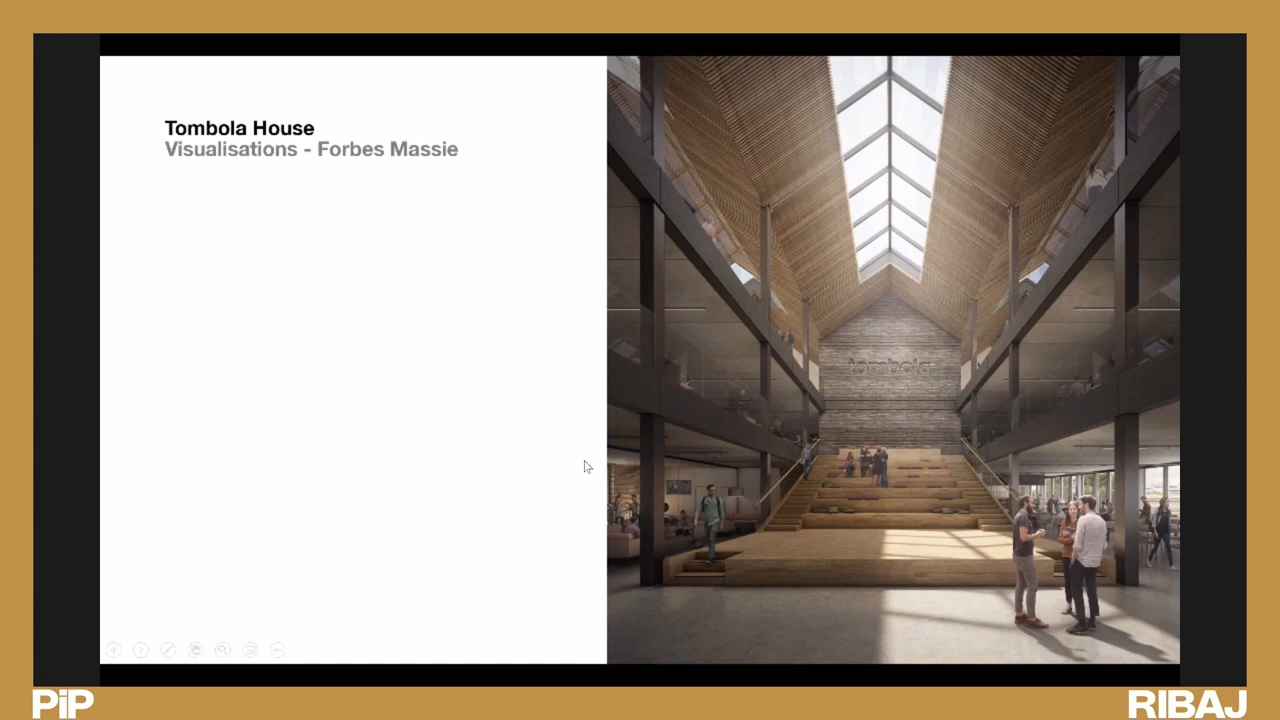 Tombola House
Visualisations - Forbes Massie
tombola
PiP
RIBAJ